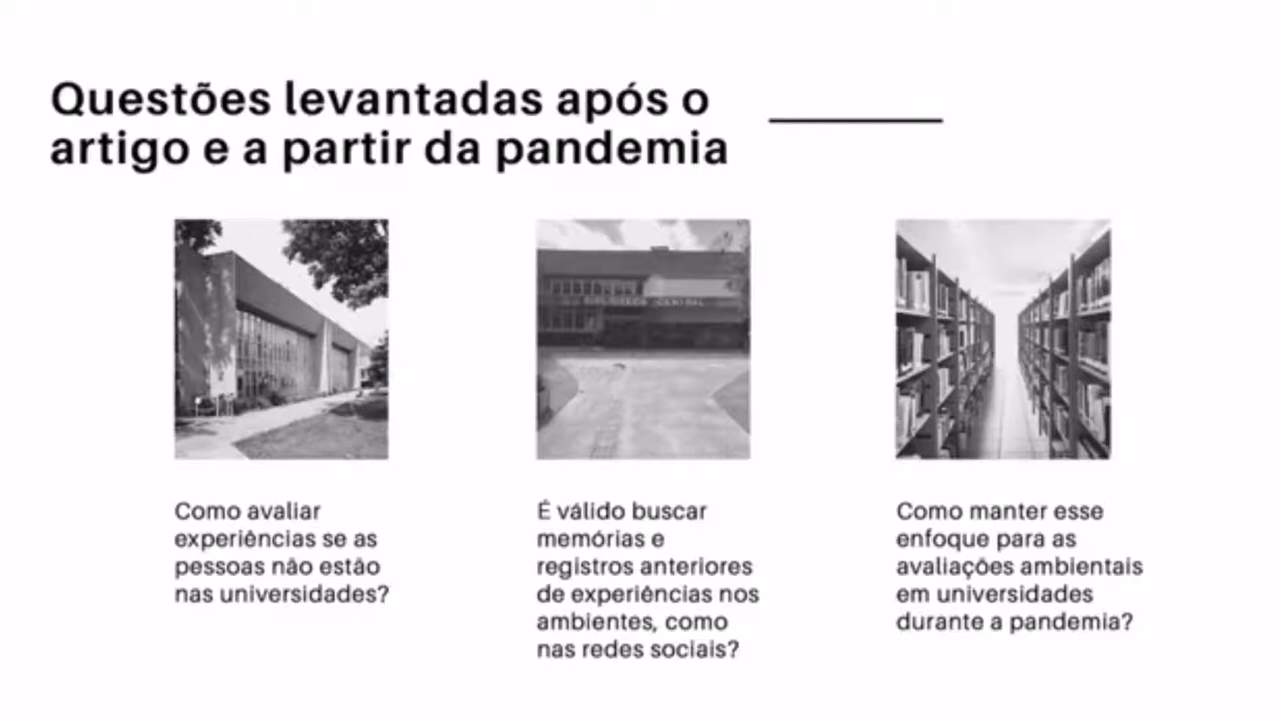 Questões levantadas após o
artigo e a partir da pandemia
BIBLIOTECA CENTRAL
Como avaliar
experiências se as
pessoas não estão
nas universidades?
É válido buscar
memórias e
registros anteriores
de experiências nos
ambientes, como
nas redes sociais?
Como manter esse
enfoque para as
avaliações ambientais
em universidades
durante a pandemia?